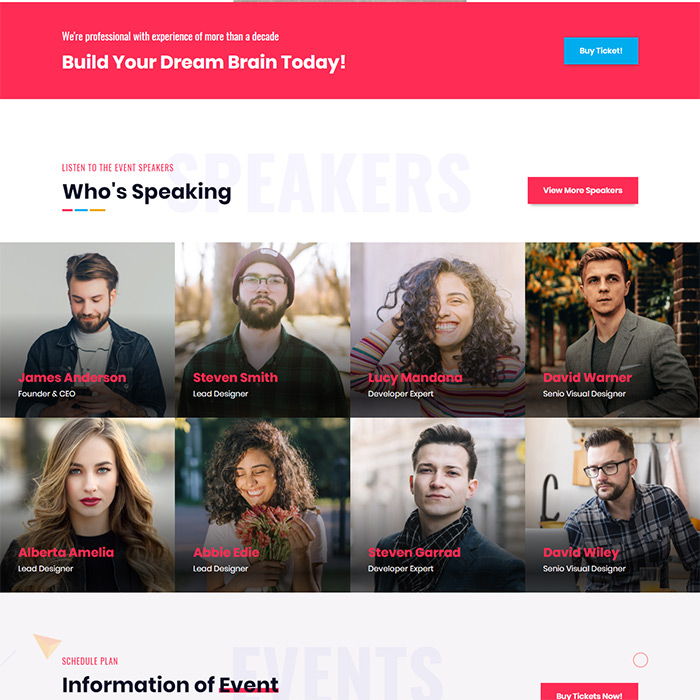 We're professional with experience of more than a decade
Build Your Dream Brain Today!
Buy Ticket!
SPEAKERS
LISTEN TO THE EVENT SPEAKERS
Who's Speaking
View More Speakers
James Anderson
Founder & CEO
Steven Smith
Lead Designer
Lucy Mandana
Developer Expert
David Warner
Senio Visual Designer
Alberta Amelia
Lead Designer
Abbie Edie
Lead Designer
Steven Garrad
Developer Expert
David Wiley
Senio Visual Designer
EVENTS
SCHEDULE PLAN
Information of Event
Buy Tickets Now!